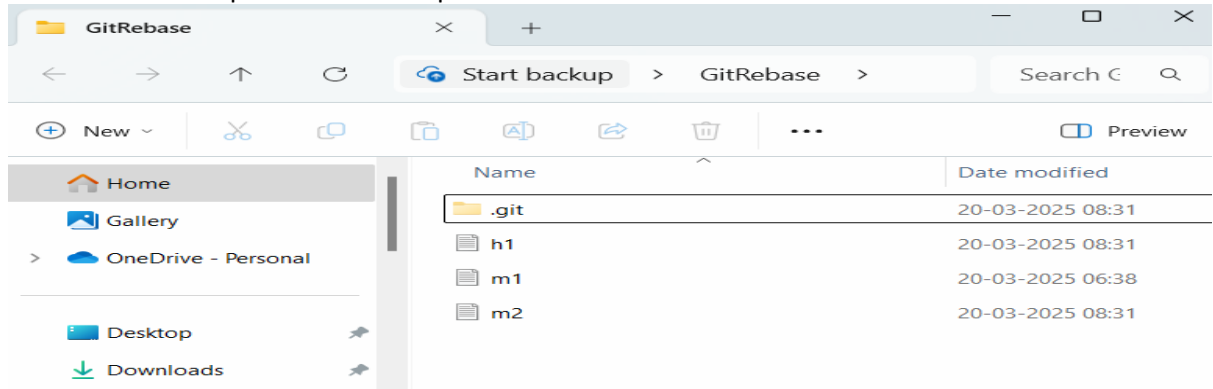 GitRebase
Start backup > GitRebase >
Search
New
Preview
Name Date modified
Home
.git 20-03-2025 08:31
Gallery
h1 20-03-2025 08:31
> OneDrive - Personal
m1 20-03-2025 06:38
m2 20-03-2025 08:31
Desktop
Downloads